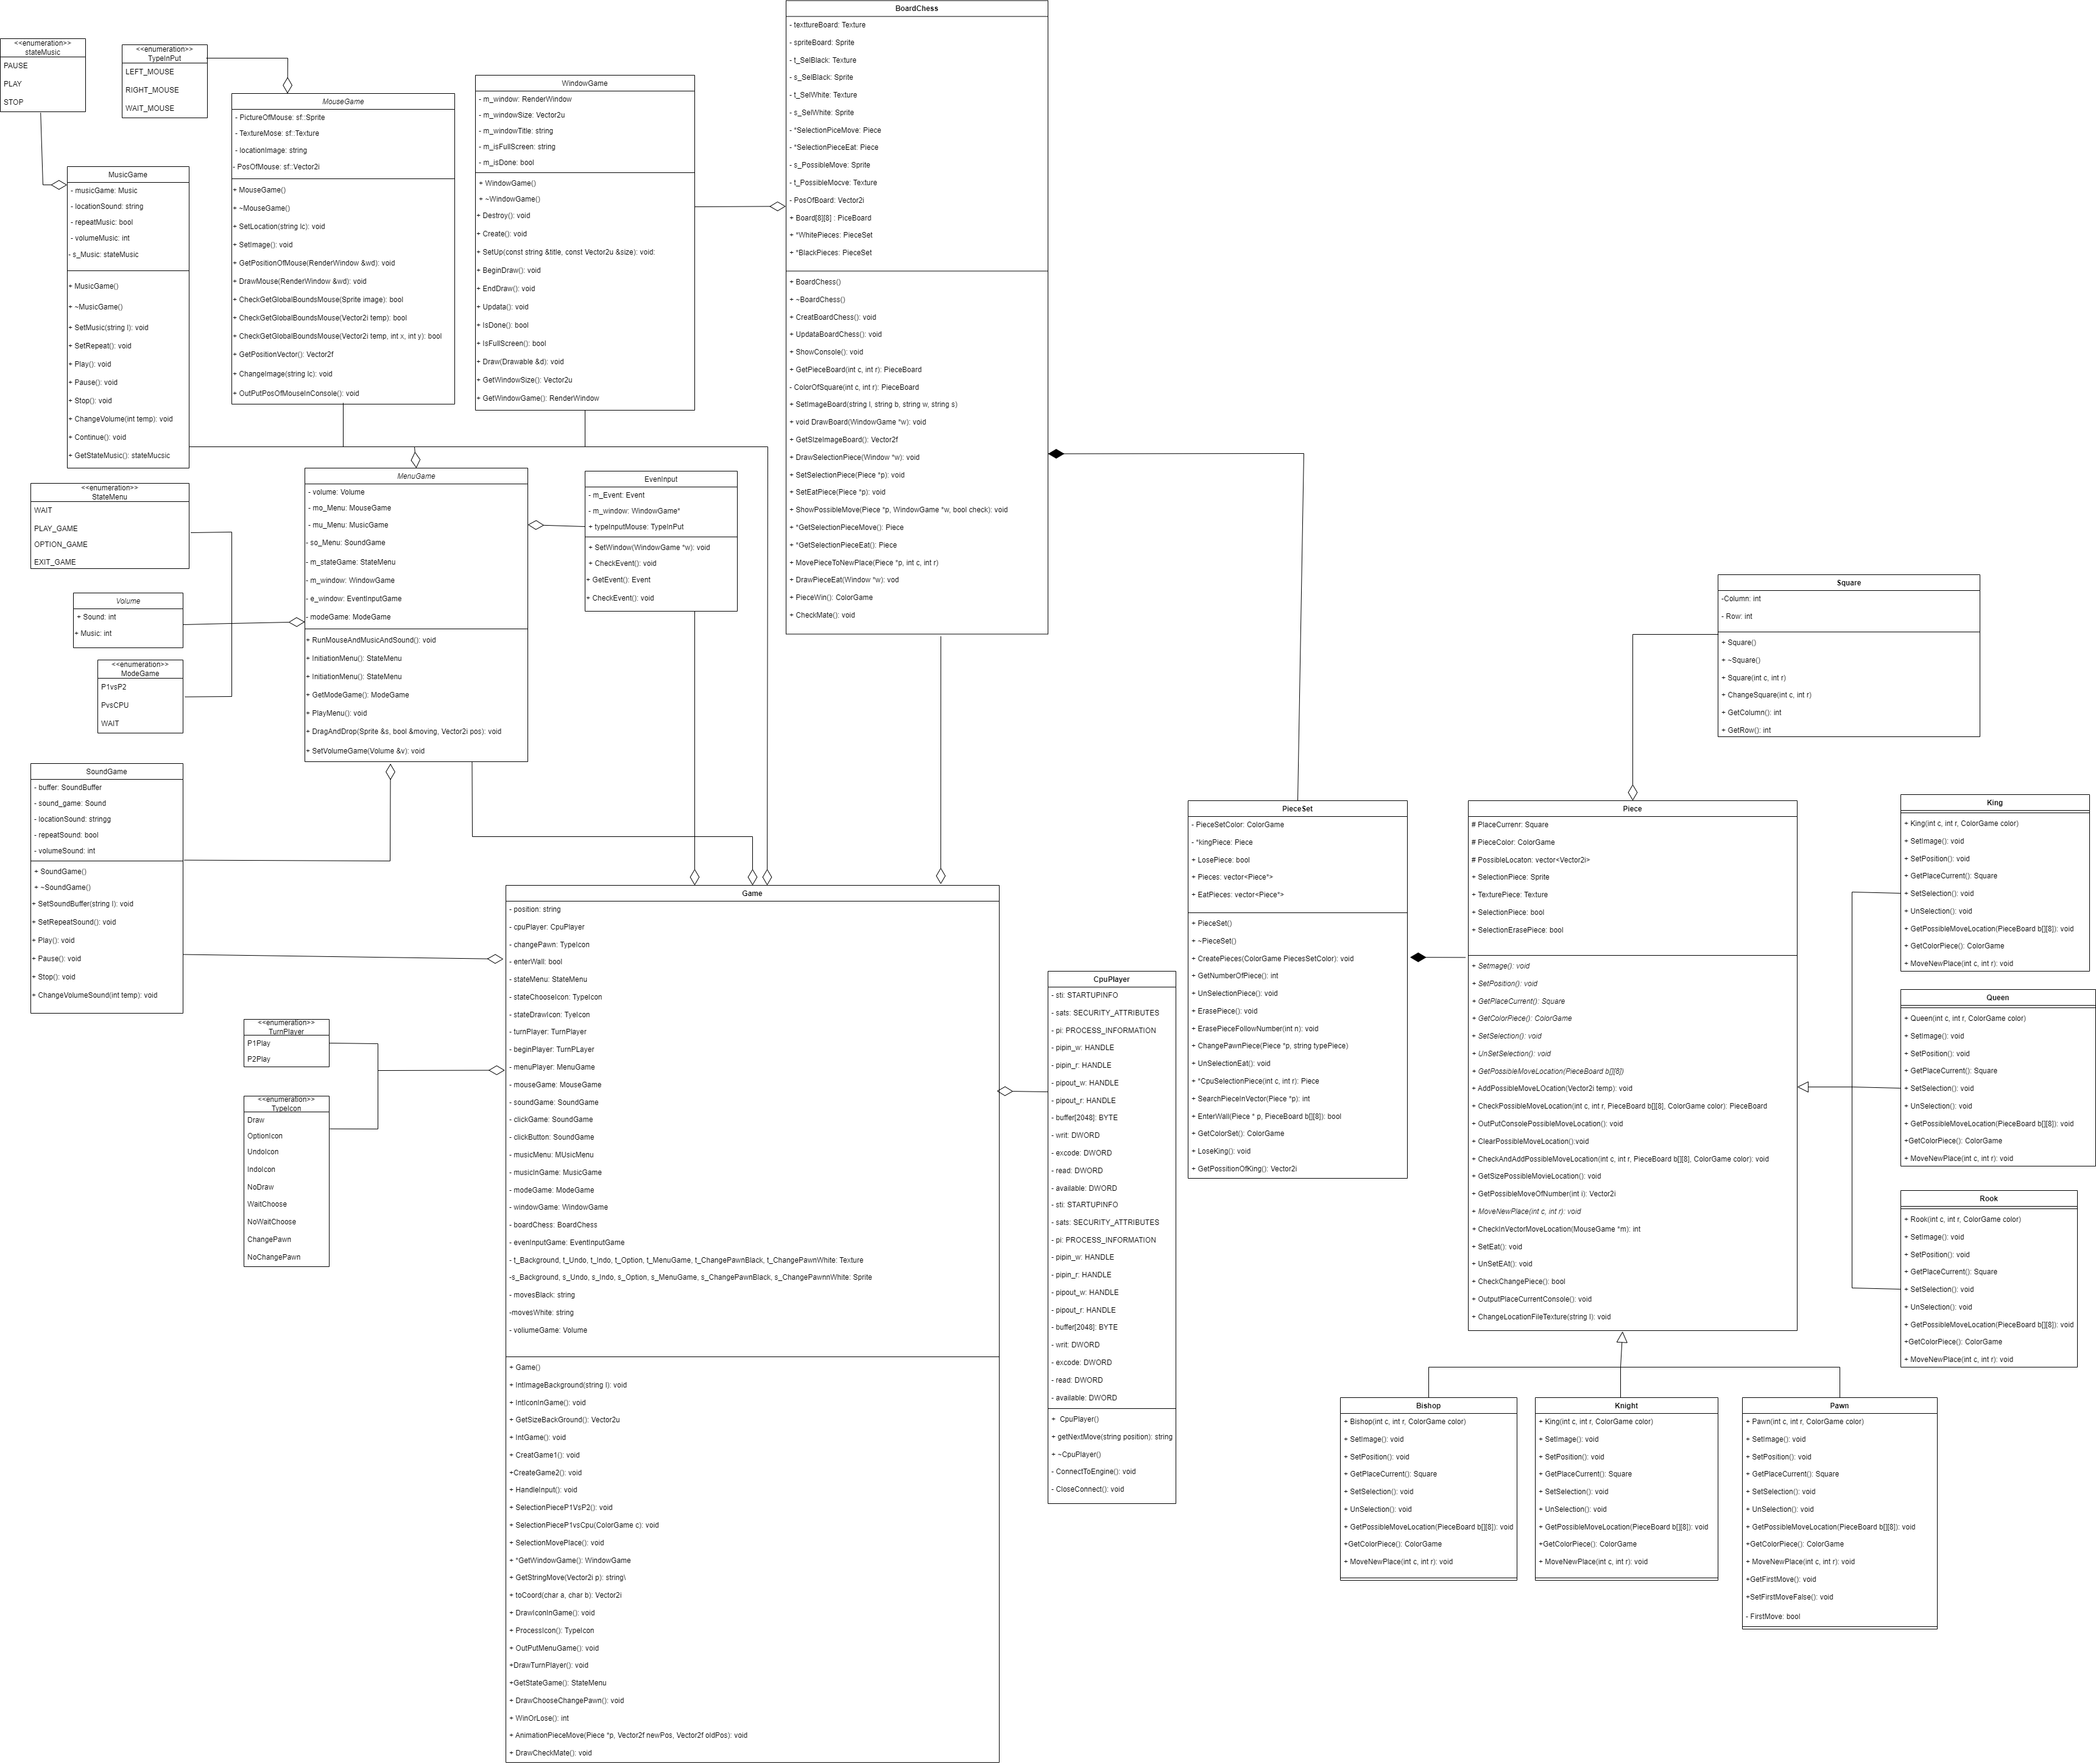 <<enumeration>>
stateMusic
PAUSE
PLAY
STOP
<<enumeration>>
TypeInPut
LEFT_MOUSE
RIGHT_MOUSE
WAIT_MOUSE
MusicGame
- musicGame: Music
- locationSound: string
- repeatMusic: bool
- volumeMusic: int
- s_Music: stateMusic
+ MusicGame()
+ ~MusicGame()
+ SetMusic(string l): void
+ SetRepeat(): void
+ Play(): void
+ Pause(): void
+ Stop(): void
+ ChangeVolume(int temp): void
+ Continue(): void
+ GetStateMusic(): stateMucsic
MouseGame
- PictureOfMouse: sf::Sprite
- TextureMose: sf::Texture
- locationImage: string
- PosOfMouse: sf::Vector2i
+ MouseGame()
+ ~MouseGame()
+ SetLocation(string lc): void
+ SetImage(): void
+ GetPositionOfMouse(RenderWindow &wd): void
+ DrawMouse(RenderWindow &wd): void
+ CheckGetGlobalBoundsMouse(Sprite image): bool
+ CheckGetGlobalBoundsMouse(Vector2i temp): bool
+ CheckGetGlobalBoundsMouse(Vector2i temp, int x, int y): bool
+ GetPositionVector(): Vector2f
+ ChangeImage(string lc): void
+ OutPutPosOfMouseInConsole(): void
WindowGame
- m_window: RenderWindow
- m_windowSize: Vector2u
- m_windowTitle: string
- m_isFullScreen: string
- m_isDone: bool
+ WindowGame()
+ ~WindowGame()
+ Destroy(): void
+ Create(): void
+ SetUp(const string &title, const Vector2u &size): void:
+ BeginDraw(): void
+ EndDraw(): void
+ Updata(): void
+ IsDone(): bool
+ IsFullScreen(): bool
+ Draw(Drawable &d): void
+ GetWindowSize(): Vector2u
+ GetWindowGame(): RenderWindow
BoardChess
- texttureBoard: Texture
- spriteBoard: Sprite
- t_SelBlack: Texture
- s_SelBlack: Sprite
- t_SelWhite: Texture
- s_SelWhite: Sprite
- *SelectionPiceMove: Piece
- *SelectionPieceEat: Piece
- s_PossibleMove: Sprite
- t_PossibleMocve: Texture
- PosOfBoard: Vector2i
+ Board[8][8] : PiceBoard
+ *WhitePieces: PieceSet
+ *BlackPieces: PieceSet
+ BoardChess()
+ ~BoardChess()
+ CreatBoardChess(): void
+ UpdataBoardChess(): void
+ ShowConsole(): void
+ GetPieceBoard(int c, int r): PieceBoard
- ColorOfSquare(int c, int r): PieceBoard
+ SetImageBoard(string l, string b, string w, string s)
+ void DrawBoard(WindowGame *w): void
+ GetSIzeImageBoard(): Vector2f
+ DrawSelectionPiece(Window *w): void
+ SetSelectionPiece(Piece *p): void
+ SetEatPiece(Piece *p): void
+ ShowPossibleMove(Piece *p, WindowGame *w, bool check): void
+ *GetSelectionPieceMove(): Piece
+ *GetSelectionPieceEat(): Piece
+ MovePieceToNewPlace(Piece *p, int c, int r)
+ DrawPieceEat(Window *w): vod
+ PieceWin(): ColorGame
+ CheckMate(): void
<<enumeration>>
StateMenu
WAIT
PLAY_GAME
OPTION_GAME
EXIT_GAME
Volume
+ Sound: int
+ Music: int
<<enumeration>>
ModeGame
P1vsP2
PvsCPU
WAIT
MenuGame
- volume: Volume
- mo_Menu: MouseGame
- mu_Menu: MusicGame
- so_Menu: SoundGame
- m_stateGame: StateMenu
- m_window: WindowGame
- e_window: EventInputGame
- modeGame: ModeGame
+ RunMouseAndMusicAndSound(): void
+ InitiationMenu(): StateMenu
+ InitiationMenu(): StateMenu
+ GetModeGame(): ModeGame
+ PlayMenu(): void
+ DragAndDrop(Sprite &s, bool &moving, Vector2i pos): void
+ SetVolumeGame(Volume &v): void
EvenInput
- m_Event: Event
- m_window: WindowGame*
+ typeInputMouse: TypeInPut
+ SetWindow(WindowGame *w): void
+ CheckEvent(): void
+ GetEvent(): Event
+ CheckEvent(): void
Square
-Column: int
- Row: int
+ Square()
+ ~Square()
+ Square(int c, int r)
+ ChangeSquare(int c, int r)
+ GetColumn(): int
+ GetRow(): int
SoundGame
- buffer: SoundBuffer
- sound_game: Sound
- locationSound: stringg
- repeatSound: bool
- volumeSound: int
+ SoundGame()
+ ~SoundGame()
+ SetSoundBuffer(string l): void
+ SetRepeatSound(): void
+ Play(): void
+ Pause(): void
+ Stop(): void
+ ChangeVolumeSound(int temp): void
<<enumeration>>
TurnPlayer
P1Play
P2Play
<<enumeration>>
TypeIcon
Draw
OptionIcon
UndoIcon
IndoIcon
NoDraw
WaitChoose
NoWaitChoose
ChangePawn
NoChangePawn
Game
- position: string
- cpuPlayer: CpuPlayer
- changePawn: TypeIcon
- enterWall: bool
- stateMenu: StateMenu
- stateChooseIcon: TypeIcon
- stateDrawIcon: TyeIcon
- turnPlayer: TurnPlayer
- beginPlayer: TurnPLayer
- menuPlayer: MenuGame
- mouseGame: MouseGame
- soundGame: SoundGame
- clickGame: SoundGame
- clickButton: SoundGame
- musicMenu: MUsicMenu
- musicInGame: MusicGame
- modeGame: ModeGame
- windowGame: WindowGame
- boardChess: BoardChess
- evenInputGame: EventInputGame
- t_Background, t_Undo, t_Indo, t_Option, t_MenuGame, t_ChangePawnBlack, t_ChangePawnWhite: Texture
-s_Background, s_Undo, s_Indo, s_Option, s_MenuGame, s_ChangePawnBlack, s_ChangePawnnWhite: Sprite
- movesBlack: string
-movesWhite: string
- voliumeGame: Volume
+ Game()
+ IntImageBackground(string l): void
+ IntIconInGame(): void
+ GetSizeBackGround(): Vector2u
+ IntGame(): void
+ CreatGame1(): void
+CreateGame2(): void
+ HandleInput(): void
+ SelectionPieceP1VsP2(): void
+ SelectionPieceP1vsCpu(ColorGame c): void
+ SelectionMovePlace(): void
+ *GetWindowGame(): WindowGame
+ GetStringMove(Vector2i p): string\
+ toCoord(char a, char b): Vector2i
+ DrawIconInGame(): void
+ ProcessIcon(): TypeIcon
+ OutPutMenuGame(): void
+DrawTurnPlayer(): void
+GetStateGame(): StateMenu
+ DrawChooseChangePawn(): void
+ WinOrLose(): int
+ AnimationPieceMove(Piece *p, Vector2f newPos, Vector2f oldPos): void
+ DrawCheckMate(): void
CpuPlayer
- sti: STARTUPINFO
- sats: SECURITY_ATTRIBUTES
- pi: PROCESS_INFORMATION
- pipin_w: HANDLE
- pipin_r: HANDLE
- pipout_w: HANDLE
- pipout_r: HANDLE
- buffer[2048]: BYTE
- writ: DWORD
- excode: DWORD
- read: DWORD
- available: DWORD
- sti: STARTUPINFO
- sats: SECURITY_ATTRIBUTES
- pi: PROCESS_INFORMATION
- pipin_w: HANDLE
- pipin_r: HANDLE
- pipout_w: HANDLE
- pipout_r: HANDLE
- buffer[2048]: BYTE
- writ: DWORD
- excode: DWORD
- read: DWORD
- available: DWORD
+ CpuPlayer()
+ getNextMove(string position): string
+ ~CpuPlayer()
- ConnectToEngine(): void
- CloseConnect(): void
PieceSet
- PieceSetColor: ColorGame
- *kingPiece: Piece
+ LosePiece: bool
+ Pieces: vector<Piece*>
+ EatPieces: vector<Piece*>
+ PieceSet()
+ ~PieceSet()
+ CreatePieces(ColorGame PiecesSetColor): void
+ GetNumberOfPiece(): int
+ UnSelectionPiece(): void
+ ErasePiece(): void
+ ErasePieceFollowNumber(int n): void
+ ChangePawnPiece(Piece *p, string typePiece)
+ UnSelectionEat(): void
+ *CpuSelectionPiece(int c, int r): Piece
+ SearchPieceInVector(Piece *p): int
+ EnterWall(Piece * p, PieceBoard b[][8]): bool
+ GetColorSet(): ColorGame
+ LoseKing(): void
+ GetPossitionOfKing(): Vector2i
Piece
# PlaceCurrenr: Square
# PieceColor: ColorGame
# PossibleLocaton: vector<Vector2i>
+ SelectionPiece: Sprite
+ TexturePiece: Texture
+ SelectionPiece: bool
+ SelectionErasePiece: bool
+ Setmage(): void
+ SetPosition(): void
+ GetPlaceCurrent(): Square
+ GetColorPiece(): ColorGame
+ SetSelection(): void
+ UnSetSelection(): void
+ GetPossibleMoveLocation(PieceBoard b[][8])
+ AddPossibleMoveLOcation(Vector2i temp): void
+ CheckPossibleMoveLocation(int c, int r, PieceBoard b[][8], ColorGame color): PieceBoard
+ OutPutConsolePossibleMoveLocation(): void
+ ClearPossibleMoveLocation():void
+ CheckAndAddPossibleMoveLocation(int c, int r, PieceBoard b[][8], ColorGame color): void
+ GetSizePossibleMovieLocation(): void
+ GetPossibleMoveOfNumber(int i): Vector2i
+ MoveNewPlace(int c, int r): void
+ CheckInVectorMoveLocation(MouseGame *m): int
+ SetEat(): void
+ UnSetEAt(): void
+ CheckChangePiece(): bool
+ OutputPlaceCurrentConsole(): void
+ ChangeLocationFileTexture(string l): void
King
+ King(int c, int r, ColorGame color)
+ SetImage(): void
+ SetPosition(): void
+ GetPlaceCurrent(): Square
+ SetSelection(): void
+ UnSelection(): void
+ GetPossibleMoveLocation(PieceBoard b[][8]): void
+ GetColorPiece(): ColorGame
+ MoveNewPlace(int c, int r): void
Queen
+ Queen(int c, int r, ColorGame color)
+ SetImage(): void
+ SetPosition(): void
+ GetPlaceCurrent(): Square
+ SetSelection(): void
+ UnSelection(): void
+ GetPossibleMoveLocation(PieceBoard b[][8]): void
+GetColorPiece(): ColorGame
+ MoveNewPlace(int c, int r): void
Rook
+ Rook(int c, int r, ColorGame color)
+ SetImage(): void
+ SetPosition(): void
+ GetPlaceCurrent(): Square
+ SetSelection(): void
+ UnSelection(): void
+ GetPossibleMoveLocation(PieceBoard b[][8]): void
+GetColorPiece(): ColorGame
+ MoveNewPlace(int c, int r): void
Bishop
+ Bishop(int c, int r, ColorGame color)
+ SetImage(): void
+ SetPosition(): void
+ GetPlaceCurrent(): Square
+ SetSelection(): void
+ UnSelection(): void
+ GetPossibleMoveLocation(PieceBoard b[][8]): void
+GetColorPiece(): ColorGame
+ MoveNewPlace(int c, int r): void
Knight
+ King(int c, int r, ColorGame color)
+ SetImage(): void
+ SetPosition(): void
+ GetPlaceCurrent(): Square
+ SetSelection(): void
+ UnSelection(): void
+ GetPossibleMoveLocation(PieceBoard b[][8]): void
+GetColorPiece(): ColorGame
+ MoveNewPlace(int c, int r): void
Pawn
+ Pawn(int c, int r, ColorGame color)
+ SetImage(): void
+ SetPosition(): void
+ GetPlaceCurrent(): Square
+ SetSelection(): void
+ UnSelection(): void
+ GetPossibleMoveLocation(PieceBoard b[][8]): void
+GetColorPiece(): ColorGame
+ MoveNewPlace(int c, int r): void
+GetFirstMove(): void
+SetFirstMoveFalse(): void
- FirstMove: bool